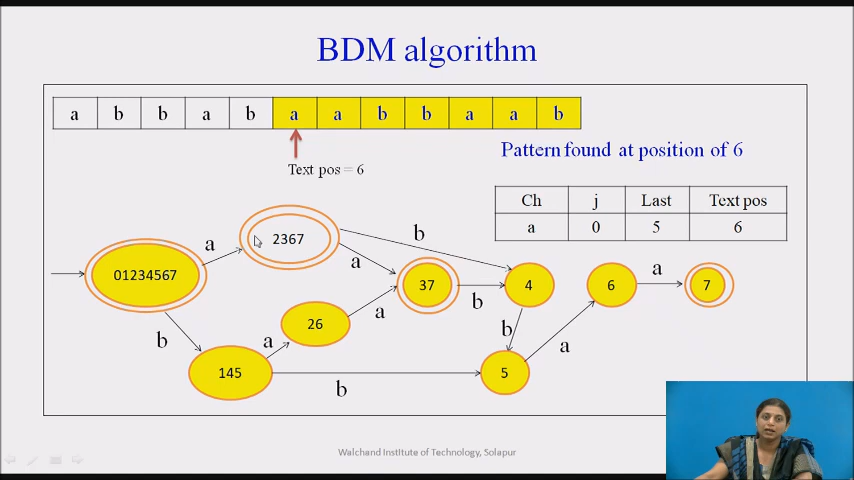 BDM algorithm
a b b a b a a b b a a b
Text pos = 6
Pattern found at position of 6
Ch j Last Text pos
a 0 5 6
2367
b
a
a
01234567
37
4
6
a
7
b
b
26
a
b
a
a
145
5
b
Walchand Institute of Technology, Solapur